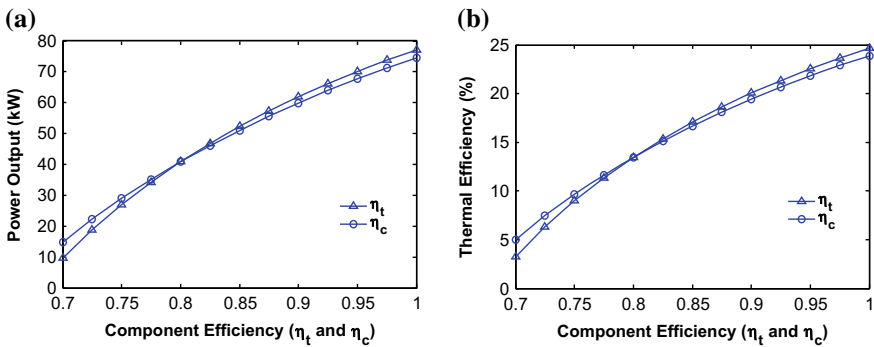 (a)
80
70
60
50
40
30
20
10
0
0.7 0.75 0.8 0.85 0.9 0.95 1
Power Output (kW)
Component Efficiency (ηt and ηc)
ηt
ηc
(b)
25
20
15
10
5
0
0.7 0.75 0.8 0.85 0.9 0.95 1
Thermal Efficiency (%)
Component Efficiency (ηt and ηc)
ηt
ηc